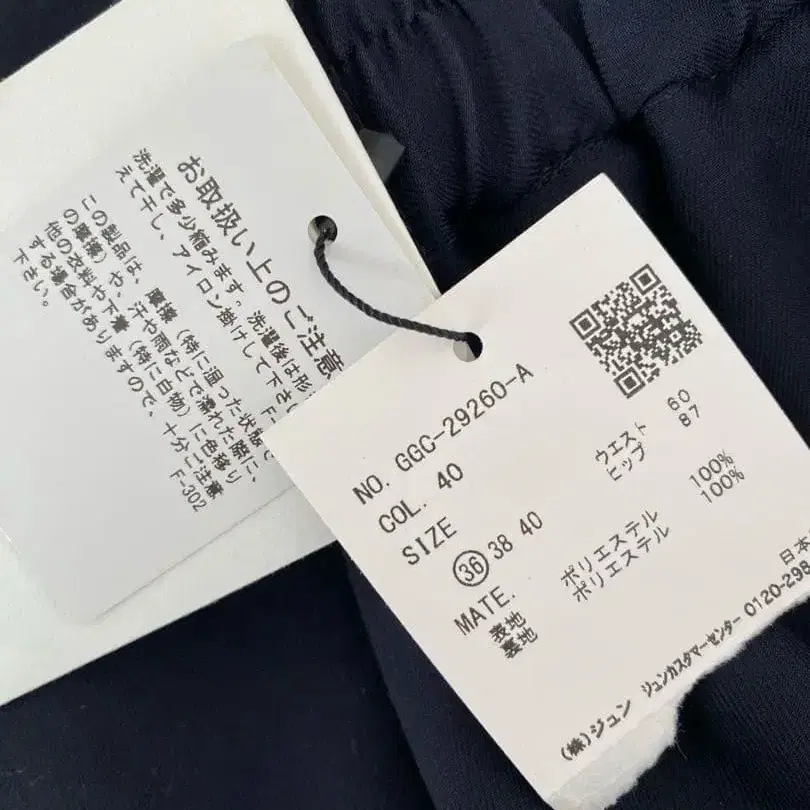 お取扱い上のご注意
洗濯で多少縮みます。洗濯後は形
えて干し、アイロン掛けして下さ
F-
この製品は、摩擦（特に湿った状態で
の摩擦）や、汗や雨などで濡れた際に、
他の衣料や下着（特に白物）に色移り
する場合がありますので、十分ご注意
下さい。
F-302
NO. GGC-29260-A
COL. 40
SIZE
36 38 40
ウエスト 60
ヒップ 87
MATE.
表地 ポリエステル 100%
裏地 ポリエステル 100%
日本
(株)ジュン ジュンカスタマーセンター 0120-298